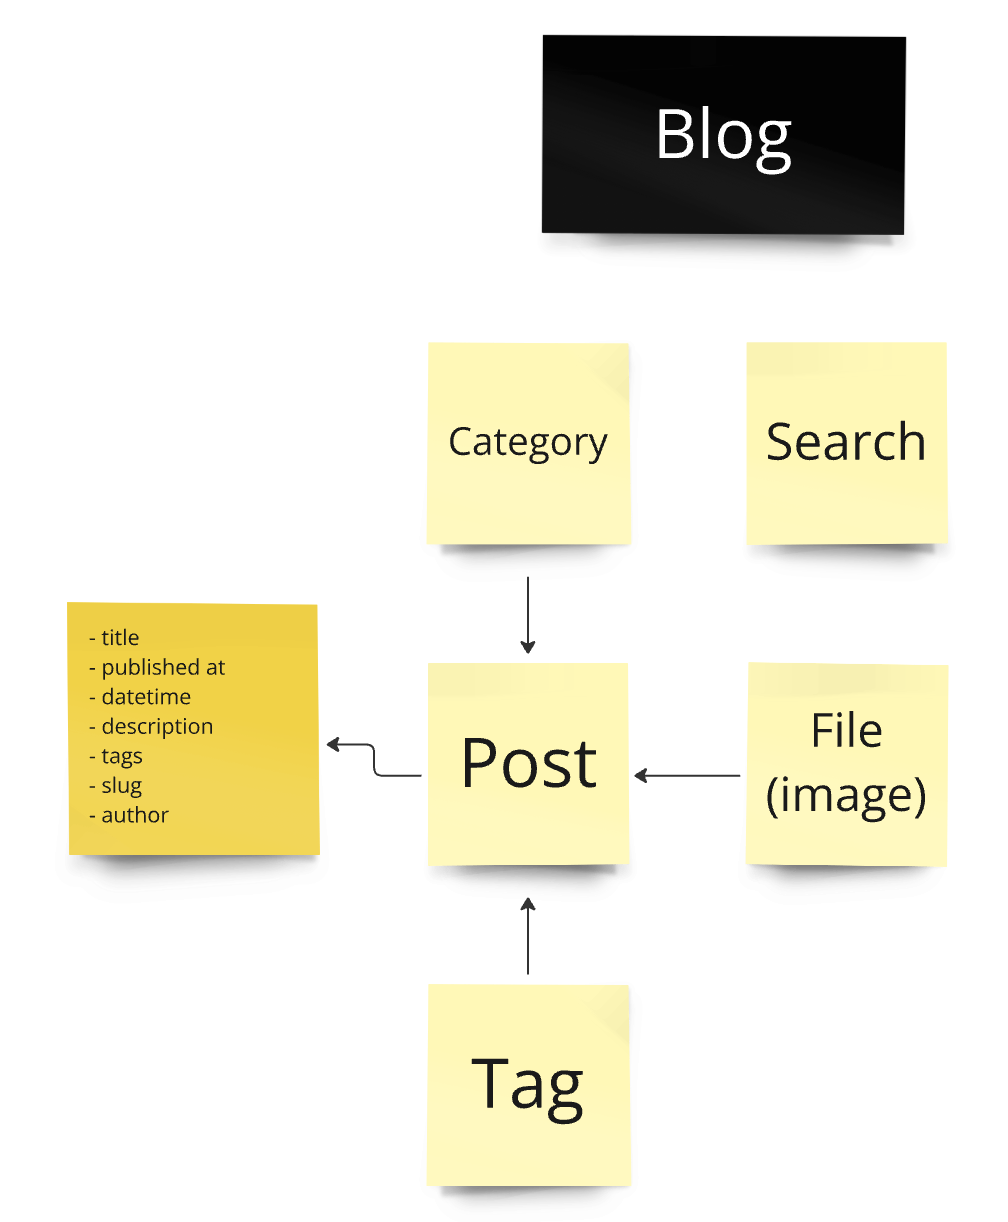 Blog
Category
Search
- title
- published at
- datetime
- description
- tags
- slug
- author
Post
File
(image)
Tag